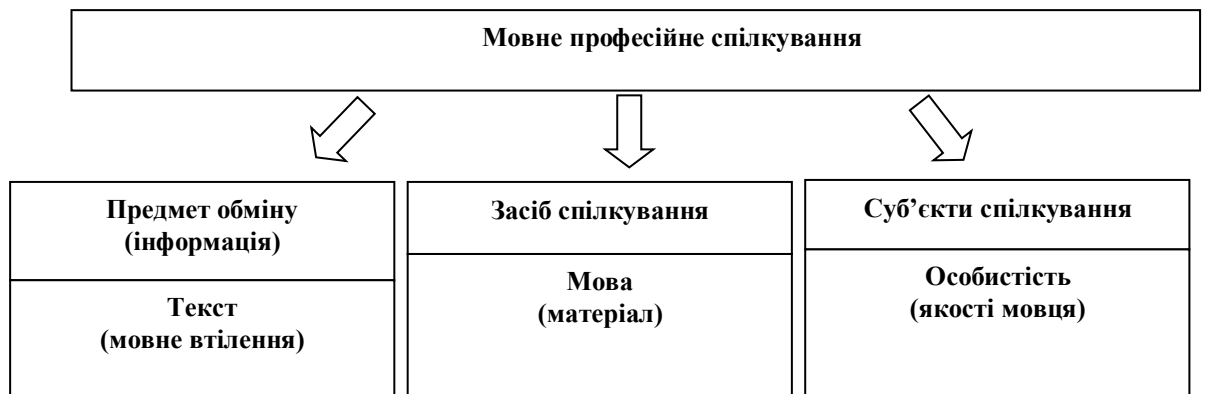 Мовне професійне спілкування
Предмет обміну
(інформація)
Текст
(мовне втілення)
Засіб спілкування
Мова
(матеріал)
Суб’єкти спілкування
Особистість
(якості мовця)